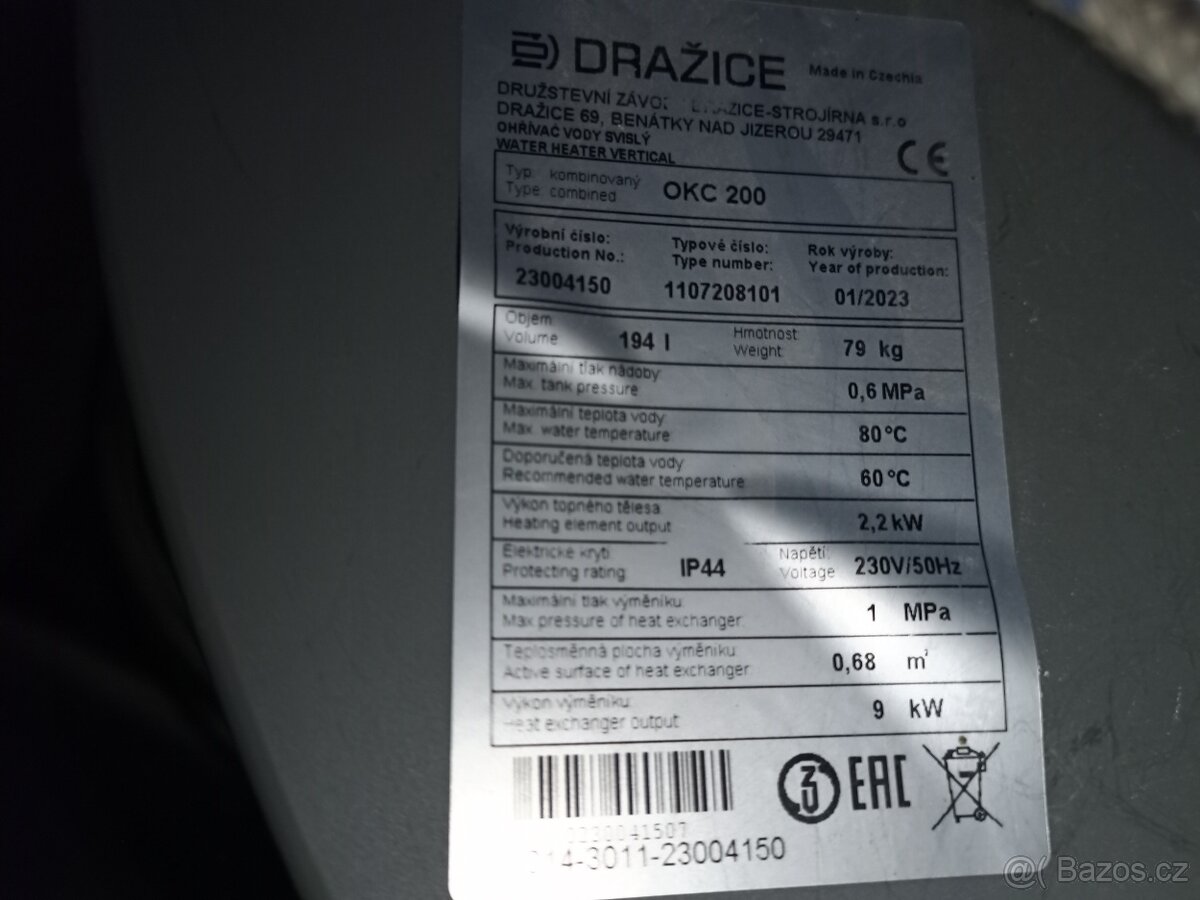 DRAŽICE Made in Czechia
DRUŽSTEVNÍ ZÁVOD DRAŽICE-STROJÍRNA s.r.o
DRAŽICE 69, BENÁTKY NAD JIZEROU 29471
OHŘÍVAČ VODY SVISLÝ
WATER HEATER VERTICAL
CE
Typ: kombinovaný
Type: combined
OKC 200
Výrobní číslo:
Production No.:
23004150
Typové číslo:
Type number:
1107208101
Rok výroby:
Year of production:
01/2023
Objem
Volume
194 l
Hmotnost
Weight
79 kg
Maximální tlak nádoby
Max. tank pressure
0,6 MPa
Maximální teplota vody
Max. water temperature
80°C
Doporučená teplota vody
Recommended water temperature
60°C
Výkon topného tělesa
Heating element output
2,2 kW
Elektrické krytí
Protecting rating
IP44
Napětí
Voltage
230V/50Hz
Maximální tlak výměníku
Max pressure of heat exchanger
1 MPa
Teplosměnná plocha výměníku:
Active surface of heat exchanger
0,68 m²
Výkon výměníku:
Heat exchanger output:
9 kW
EAC
14-3011-23004150
Bazos.cz